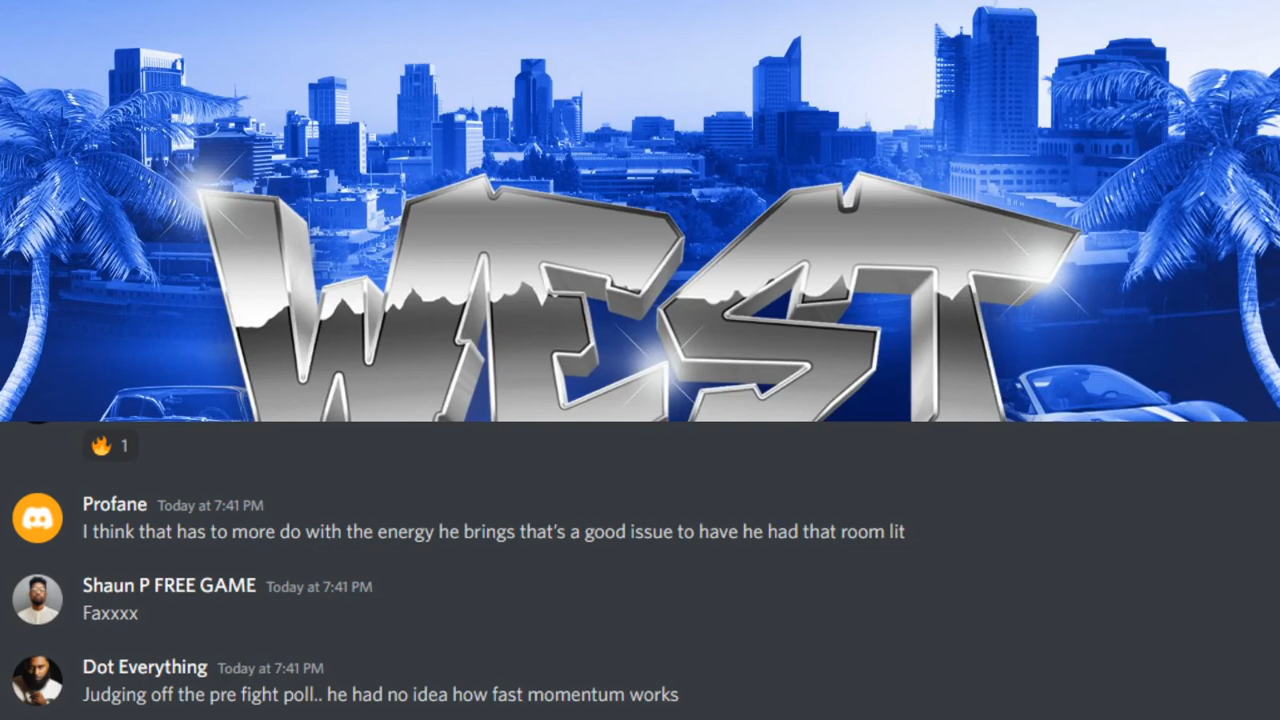 WEST
🔥 1
Profane Today at 7:41 PM
I think that has to more do with the energy he brings that's a good issue to have he had that room lit
Shaun P FREE GAME Today at 7:41 PM
Faxxxx
Dot Everything Today at 7:41 PM
Judging off the pre fight poll.. he had no idea how fast momentum works